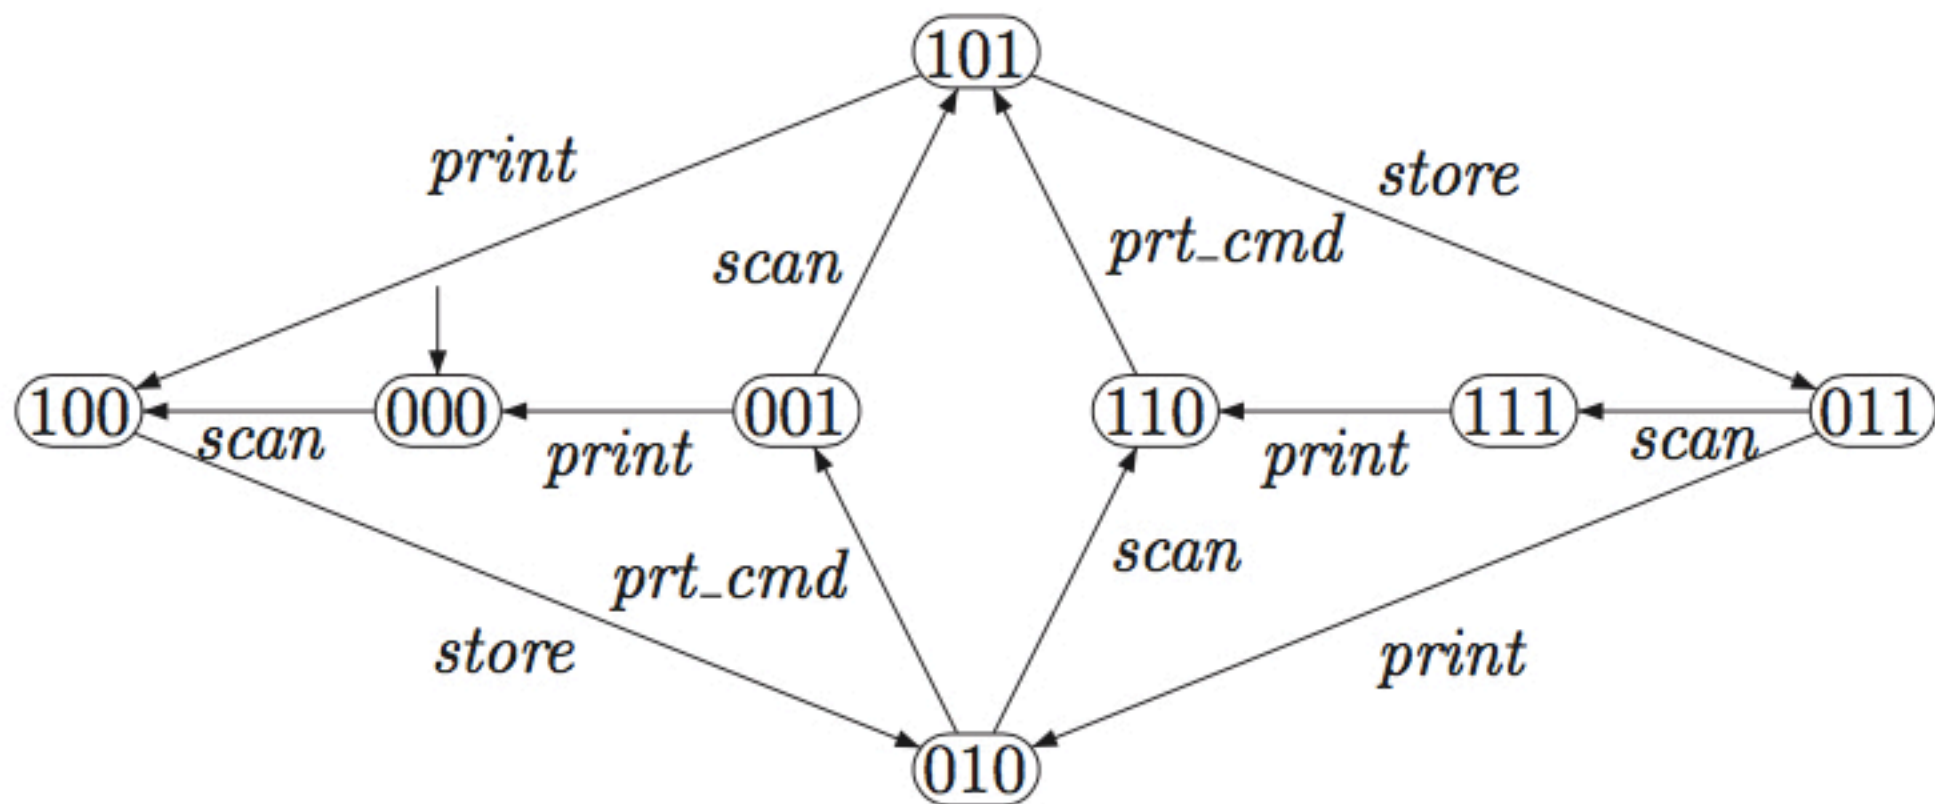 101
print
store
prt_cmd
scan
100
000
001
110
111
011
scan
print
print
scan
scan
prt_cmd
store
print
010